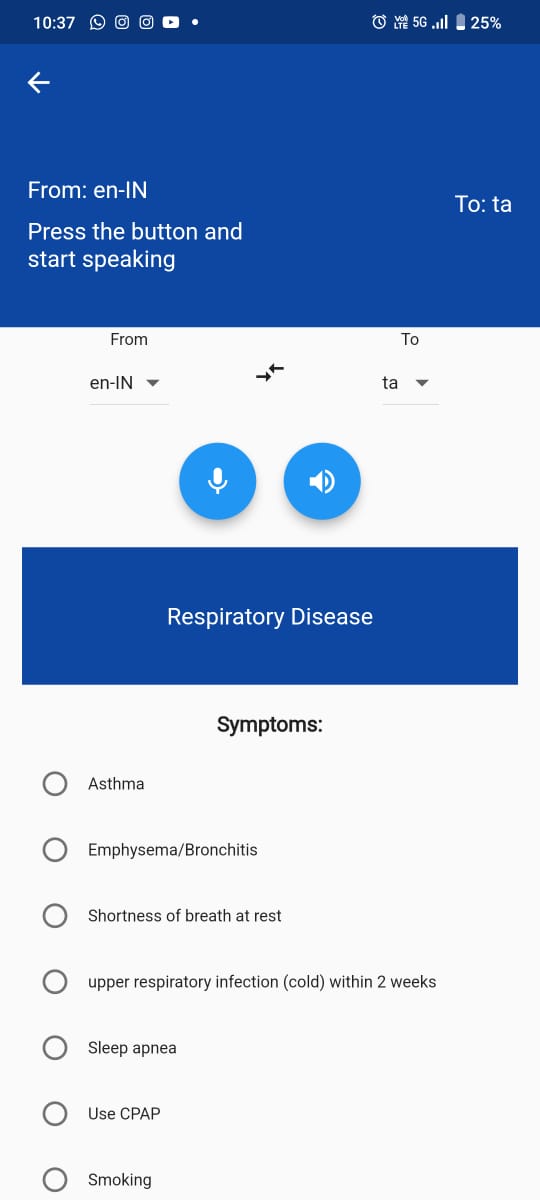 10:37
VoLTE 5G 25%
From: en-IN
To: ta
Press the button and
start speaking
From To
en-IN ta
Respiratory Disease
Symptoms:
Asthma
Emphysema/Bronchitis
Shortness of breath at rest
upper respiratory infection (cold) within 2 weeks
Sleep apnea
Use CPAP
Smoking